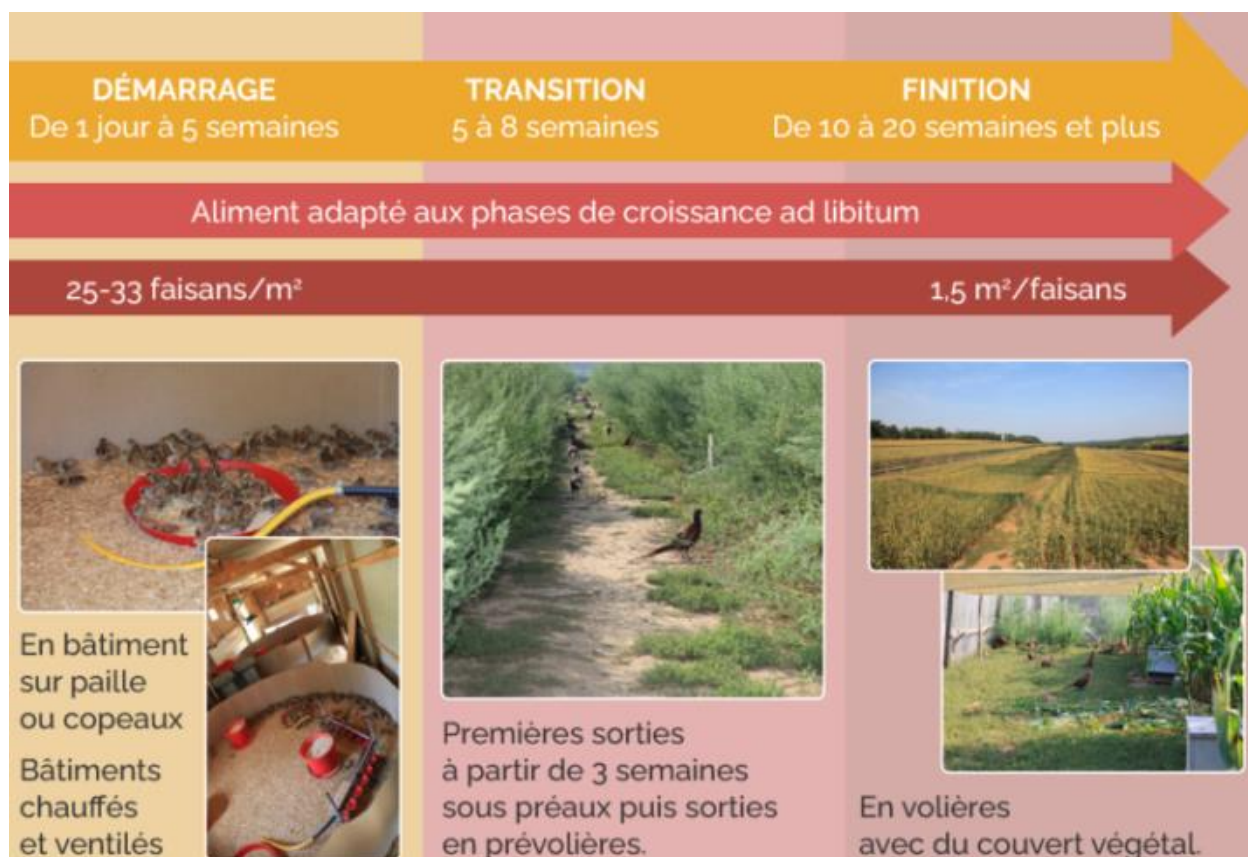 DÉMARRAGE
De 1 jour à 5 semaines
TRANSITION
5 à 8 semaines
FINITION
De 10 à 20 semaines et plus
Aliment adapté aux phases de croissance ad libitum
25-33 faisans/m²
1,5 m²/faisans
En bâtiment
sur paille
ou copeaux
Bâtiments
chauffés
et ventilés
Premières sorties
à partir de 3 semaines
sous préaux puis sorties
en prévolières.
En volières
avec du couvert végétal.